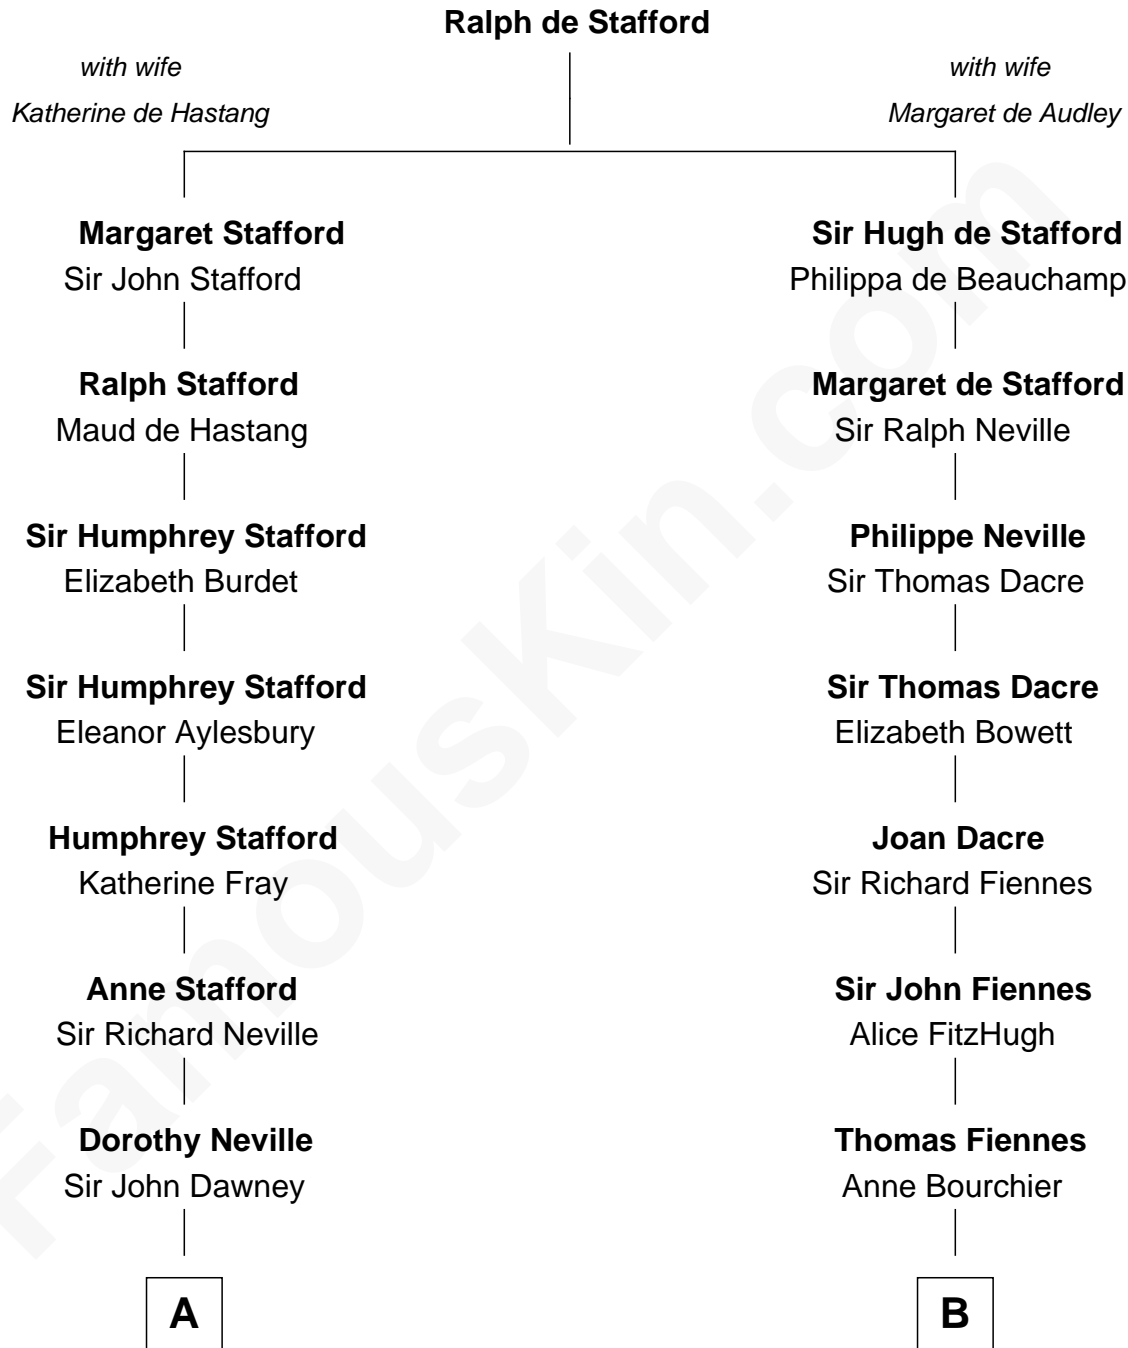 Ralph de Stafford
with wife
Katherine de Hastang
with wife
Margaret de Audley
Margaret Stafford
Sir John Stafford
Sir Hugh de Stafford
Philippa de Beauchamp
Ralph Stafford
Maud de Hastang
Margaret de Stafford
Sir Ralph Neville
Sir Humphrey Stafford
Elizabeth Burdet
Philippe Neville
Sir Thomas Dacre
Sir Humphrey Stafford
Eleanor Aylesbury
Sir Thomas Dacre
Elizabeth Bowett
Humphrey Stafford
Katherine Fray
Joan Dacre
Sir Richard Fiennes
Anne Stafford
Sir Richard Neville
Sir John Fiennes
Alice FitzHugh
Dorothy Neville
Sir John Dawney
Thomas Fiennes
Anne Bourchier
A
B
FamousKin.com